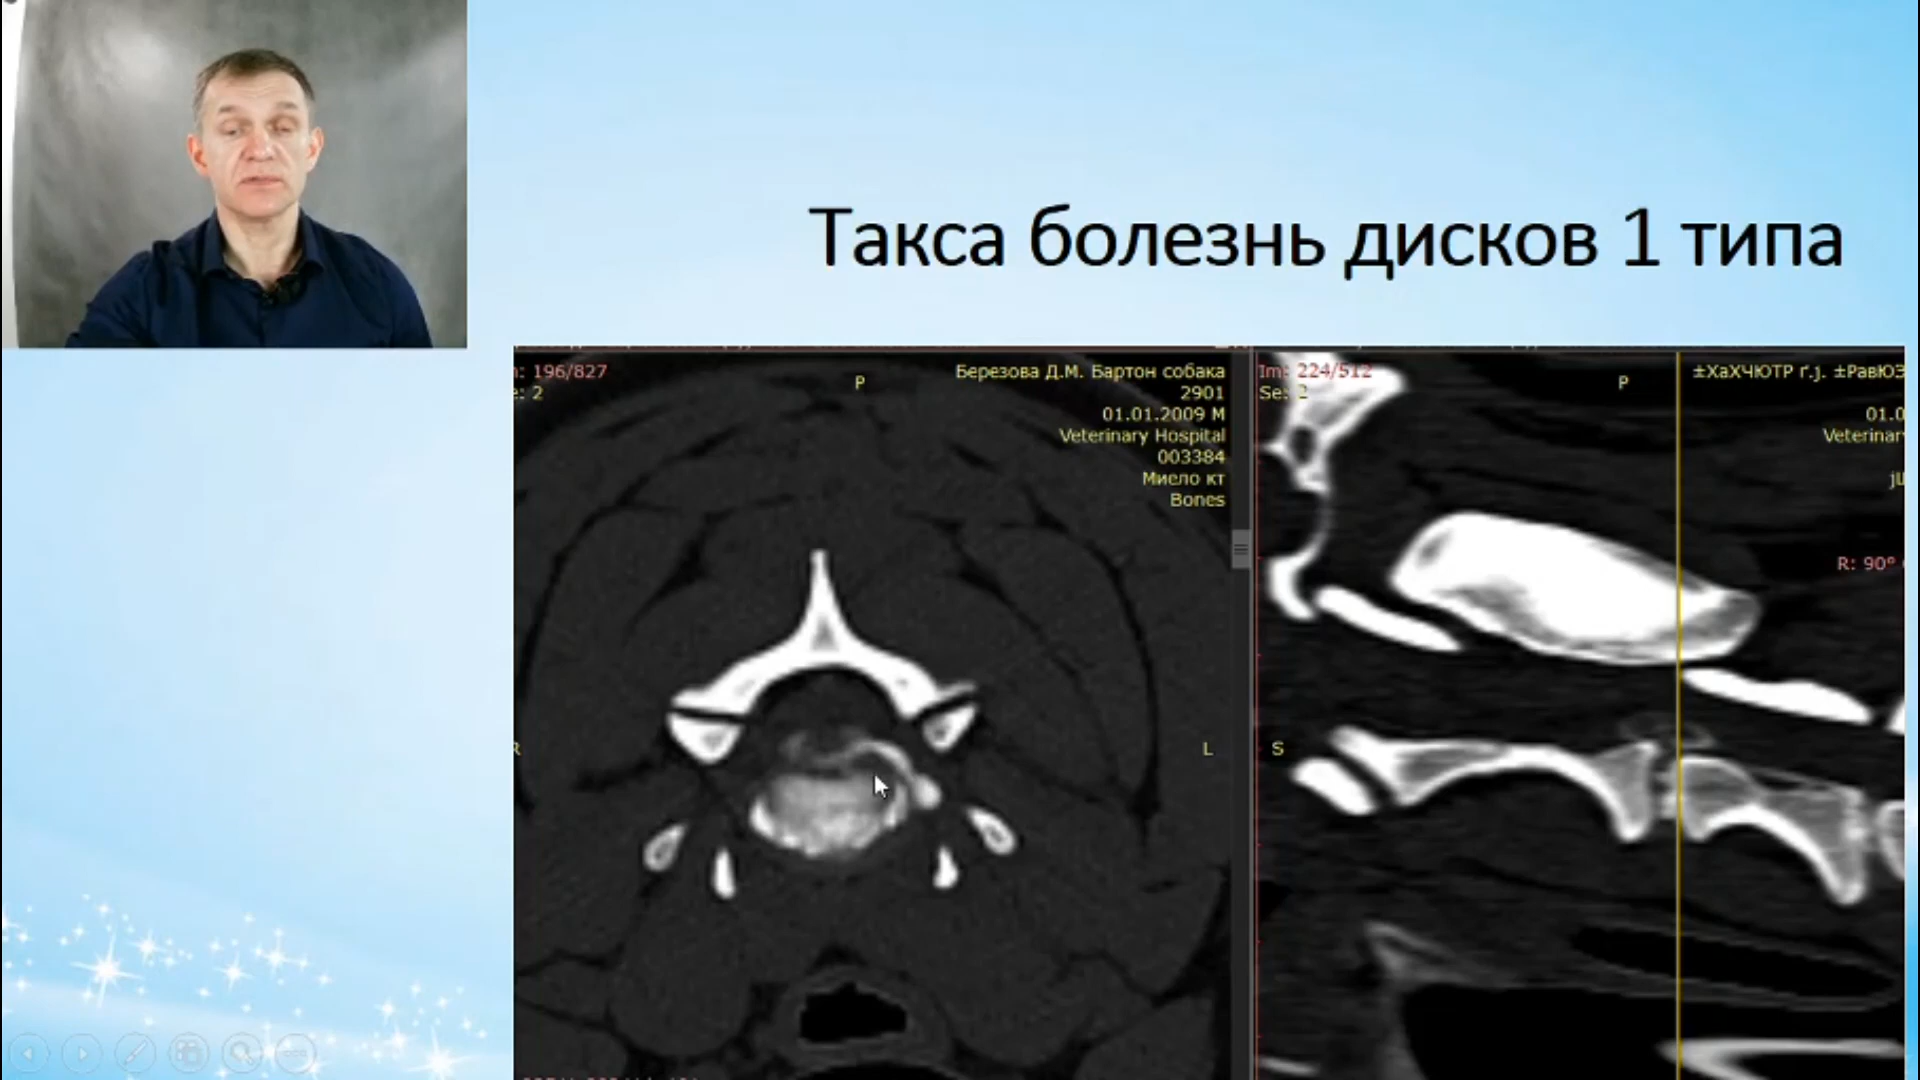 Такса болезнь дисков 1 типа
: 196/827
: 2
P
Березова Д.М. Бартон собака
2901
01.01.2009 M
Veterinary Hospital
003384
Миело кт
Bones
R
L
Im: 224/512
Se: 2
P
±ХаХЧЮТР ґ.ј. ±РавЮЭ
01.0
Veterinar
R: 90°
S